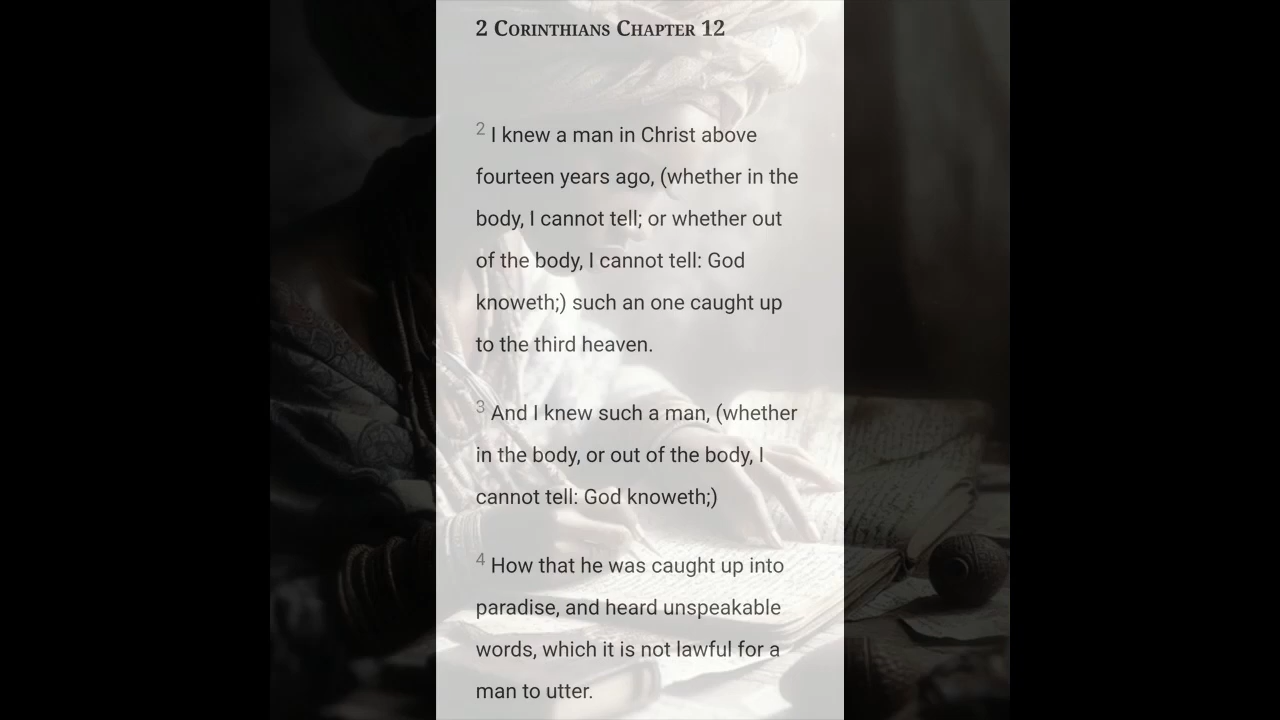 2 Corinthians Chapter 12
2 I knew a man in Christ above
fourteen years ago, (whether in the
body, I cannot tell; or whether out
of the body, I cannot tell: God
knoweth;) such an one caught up
to the third heaven.
3 And I knew such a man, (whether
in the body, or out of the body, I
cannot tell: God knoweth;)
4 How that he was caught up into
paradise, and heard unspeakable
words, which it is not lawful for a
man to utter.